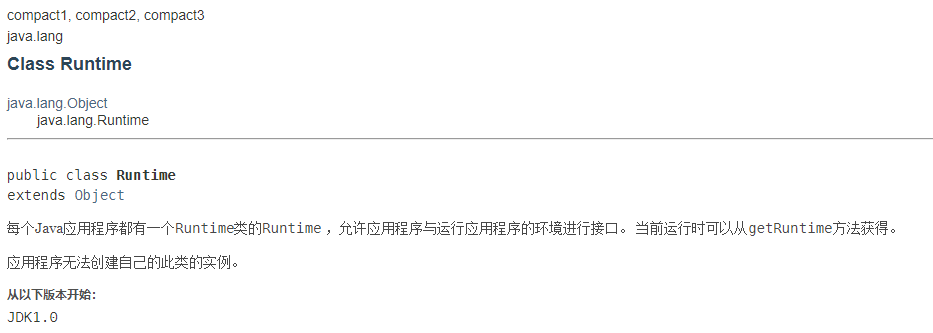 compact1, compact2, compact3
java.lang
Class Runtime
java.lang.Object
java.lang.Runtime
public class Runtime
extends Object
每个Java应用程序都有一个Runtime类的Runtime ，允许应用程序与运行应用程序的环境进行接口。 当前运行时可以从getRuntime方法获得。
应用程序无法创建自己的此类的实例。
从以下版本开始：
JDK1.0